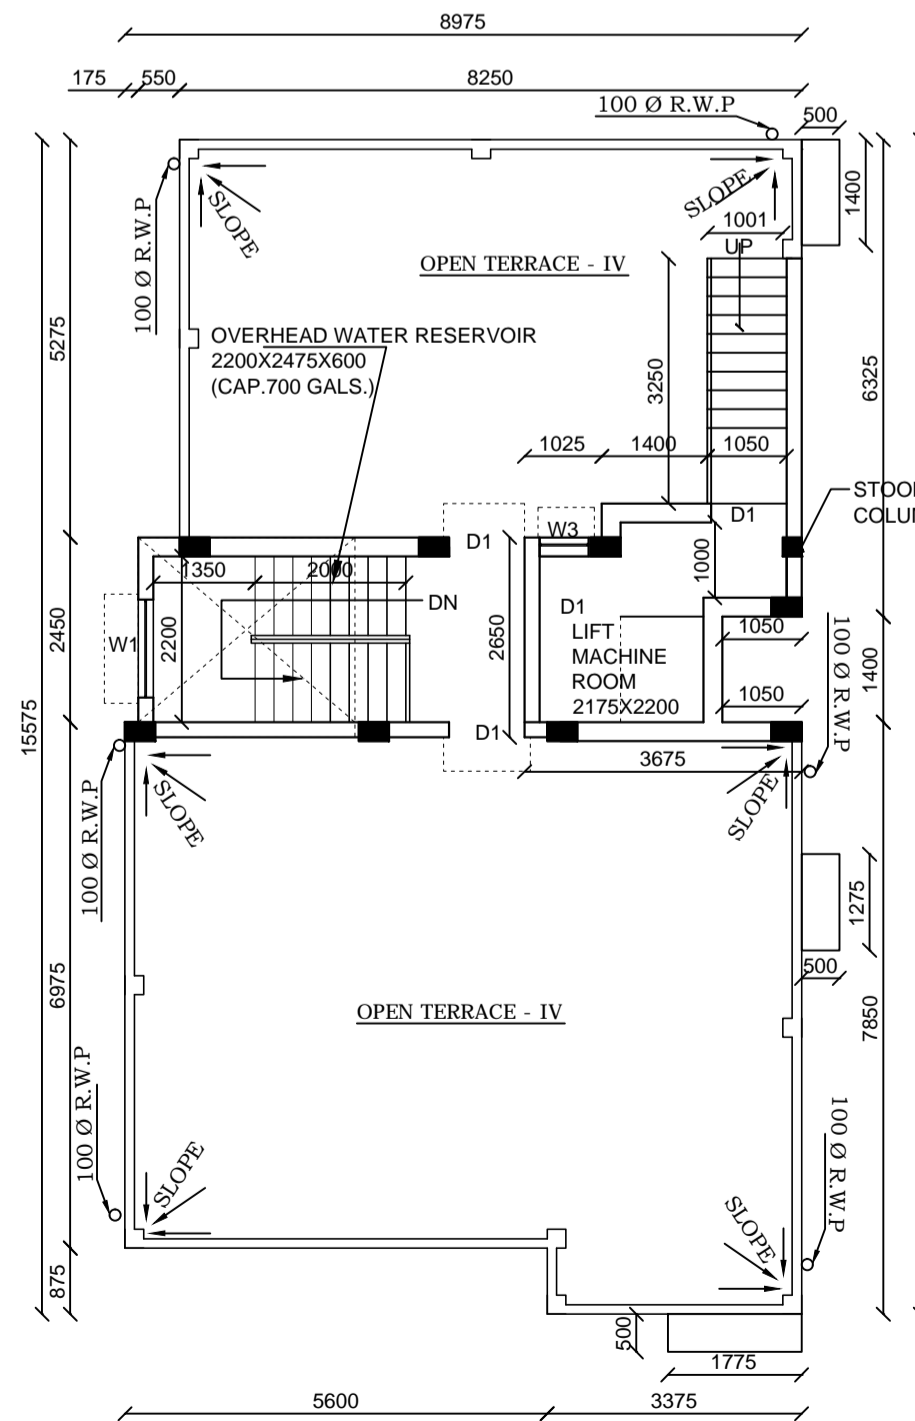 8975
175
550
8250
100 Ø R.W.P
500
100 Ø R.W.P
SLOPE
SLOPE
1400
1001
UP
OPEN TERRACE - IV
5275
OVERHEAD WATER RESERVOIR
2200X2475X600
(CAP.700 GALS.)
3250
6325
1025
1400
1050
STOOL
COLUM
D1
W3
D1
1350
2000
1000
DN
D1
LIFT
MACHINE
ROOM
2175X2200
W1
2200
2450
2650
1050
1050
1400
100 Ø R.W.P
15575
D1
3675
SLOPE
SLOPE
100 Ø R.W.P
1275
500
6975
OPEN TERRACE - IV
7850
100 Ø R.W.P
100 Ø R.W.P
SLOPE
SLOPE
875
500
1775
5600
3375